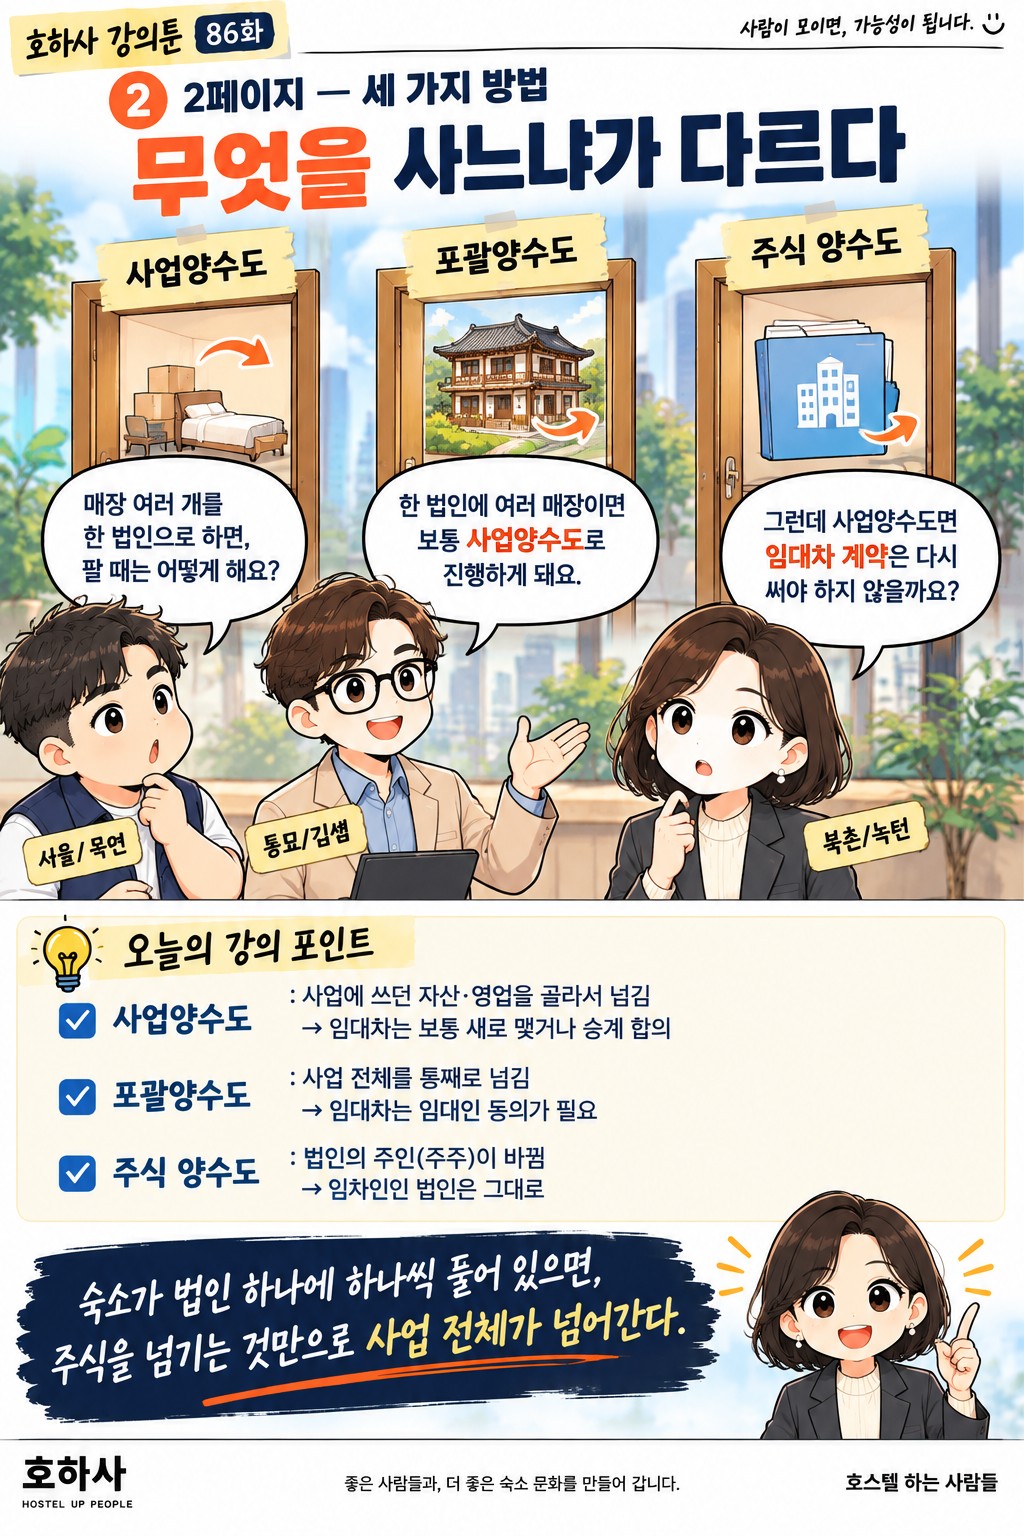 호하사 강의툰 86화
사람이 모이면, 가능성이 됩니다.
2 2페이지 — 세 가지 방법
무엇을 사느냐가 다르다
사업양수도
포괄양수도
주식 양수도
매장 여러 개를
한 법인으로 하면,
팔 때는 어떻게 해요?
한 법인에 여러 매장이면
보통 사업양수도로
진행하게 돼요.
그런데 사업양수도면
임대차 계약은 다시
써야 하지 않을까요?
서울/목연
통묘/김샙
북촌/녹턴
오늘의 강의 포인트
사업양수도 : 사업에 쓰던 자산·영업을 골라서 넘김
→ 임대차는 보통 새로 맺거나 승계 합의
포괄양수도 : 사업 전체를 통째로 넘김
→ 임대차는 임대인 동의가 필요
주식 양수도 : 법인의 주인(주주)이 바뀜
→ 임차인인 법인은 그대로
숙소가 법인 하나에 하나씩 풀어 있으면,
주식을 넘기는 것만으로 사업 전체가 넘어간다.
호하사
HOSTEL UP PEOPLE
좋은 사람들과, 더 좋은 숙소 문화를 만들어 갑니다.
호스텔 하는 사람들